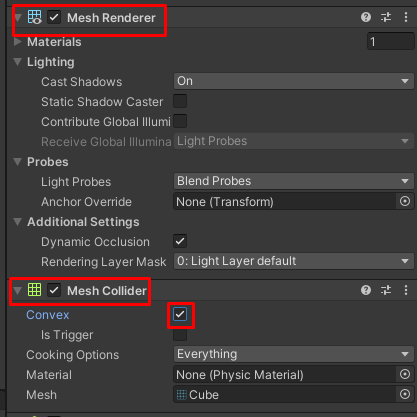 Mesh Renderer
Materials 1
Lighting
Cast Shadows On
Static Shadow Caster
Contribute Global Illumi
Receive Global Illumina Light Probes
Probes
Light Probes Blend Probes
Anchor Override None (Transform)
Additional Settings
Dynamic Occlusion
Rendering Layer Mask 0: Light Layer default
Mesh Collider
Convex
Is Trigger
Cooking Options Everything
Material None (Physic Material)
Mesh Cube